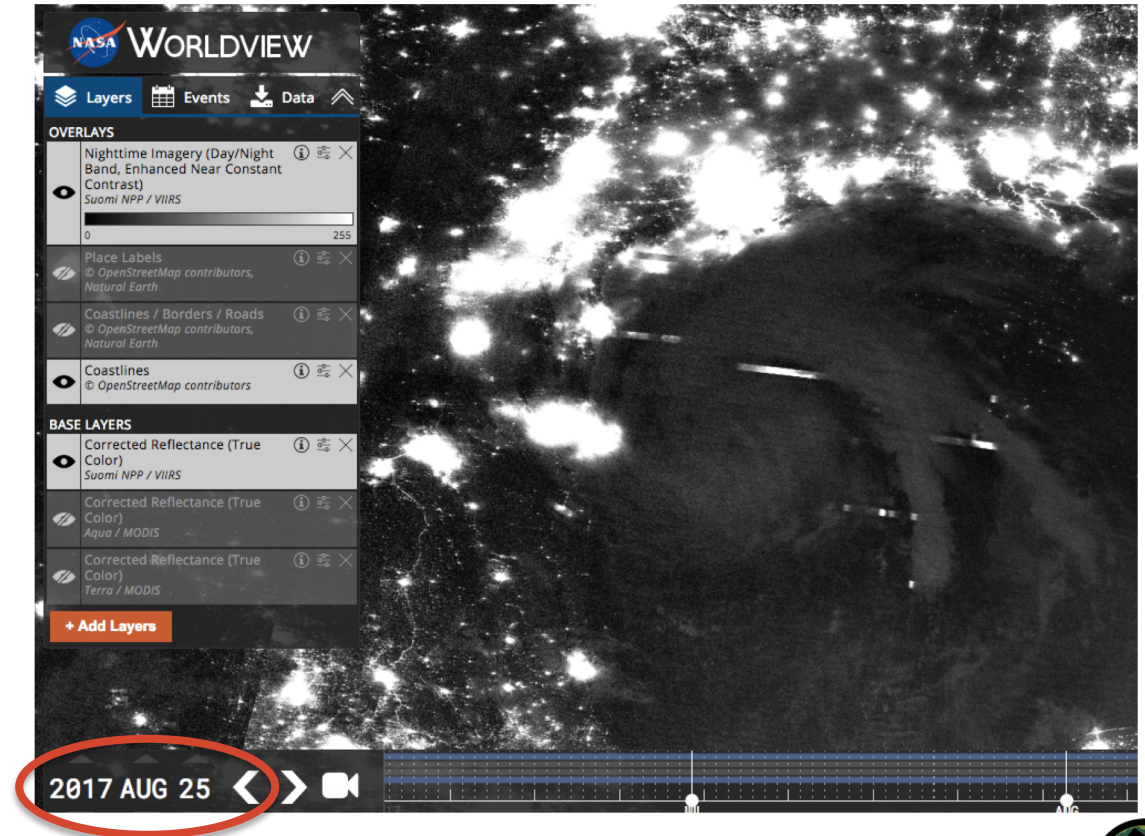 NASA WORLDVIEW
Layers Events Data
OVERLAYS
Nighttime Imagery (Day/Night
Band, Enhanced Near Constant
Contrast)
Suomi NPP / VIIRS
0 255
Place Labels
© OpenStreetMap contributors,
Natural Earth
Coastlines / Borders / Roads
© OpenStreetMap contributors,
Natural Earth
Coastlines
© OpenStreetMap contributors
BASE LAYERS
Corrected Reflectance (True
Color)
Suomi NPP / VIIRS
Corrected Reflectance (True
Color)
Aqua / MODIS
Corrected Reflectance (True
Color)
Terra / MODIS
+ Add Layers
2017 AUG 25
17 JUL AUG